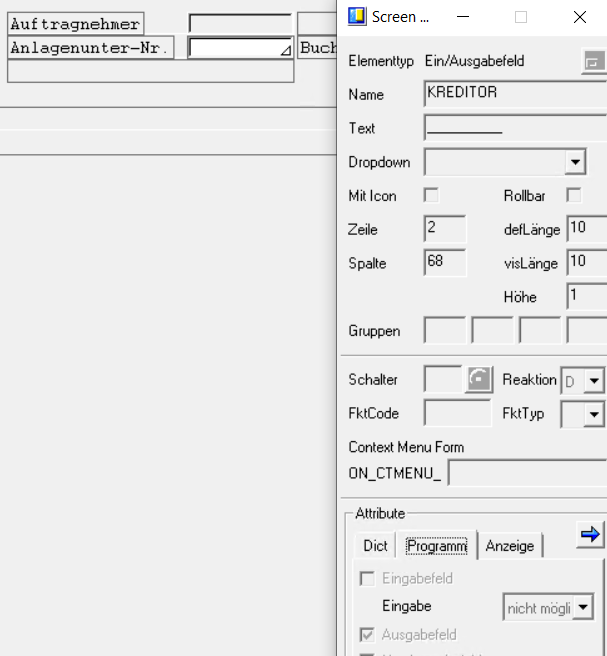 Auftragnehmer
Anlagenunter-Nr.
Buch
Screen ...
Elementtyp Ein/Ausgabefeld
Name KREDITOR
Text __________
Dropdown
Mit Icon Rollbar
Zeile 2 defLänge 10
Spalte 68 visLänge 10
Höhe 1
Gruppen
Schalter Reaktion D
FktCode FktTyp
Context Menu Form
ON_CTMENU_
Attribute
Dict Programm Anzeige
Eingabefeld
Eingabe nicht mögli
Ausgabefeld